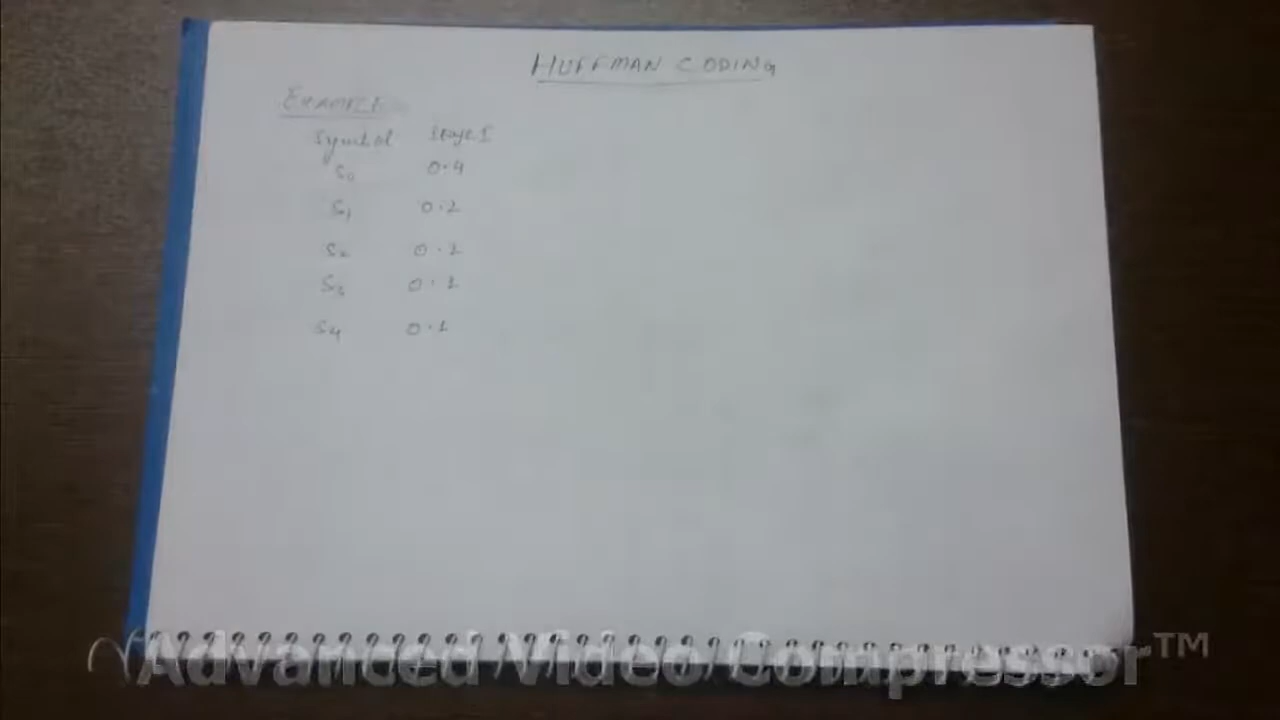 HUFFMAN CODING
EXAMPLE
Symbol Stage I
S0 0.4
S1 0.2
S2 0.2
S3 0.1
S4 0.1
Advanced Video Compressor™